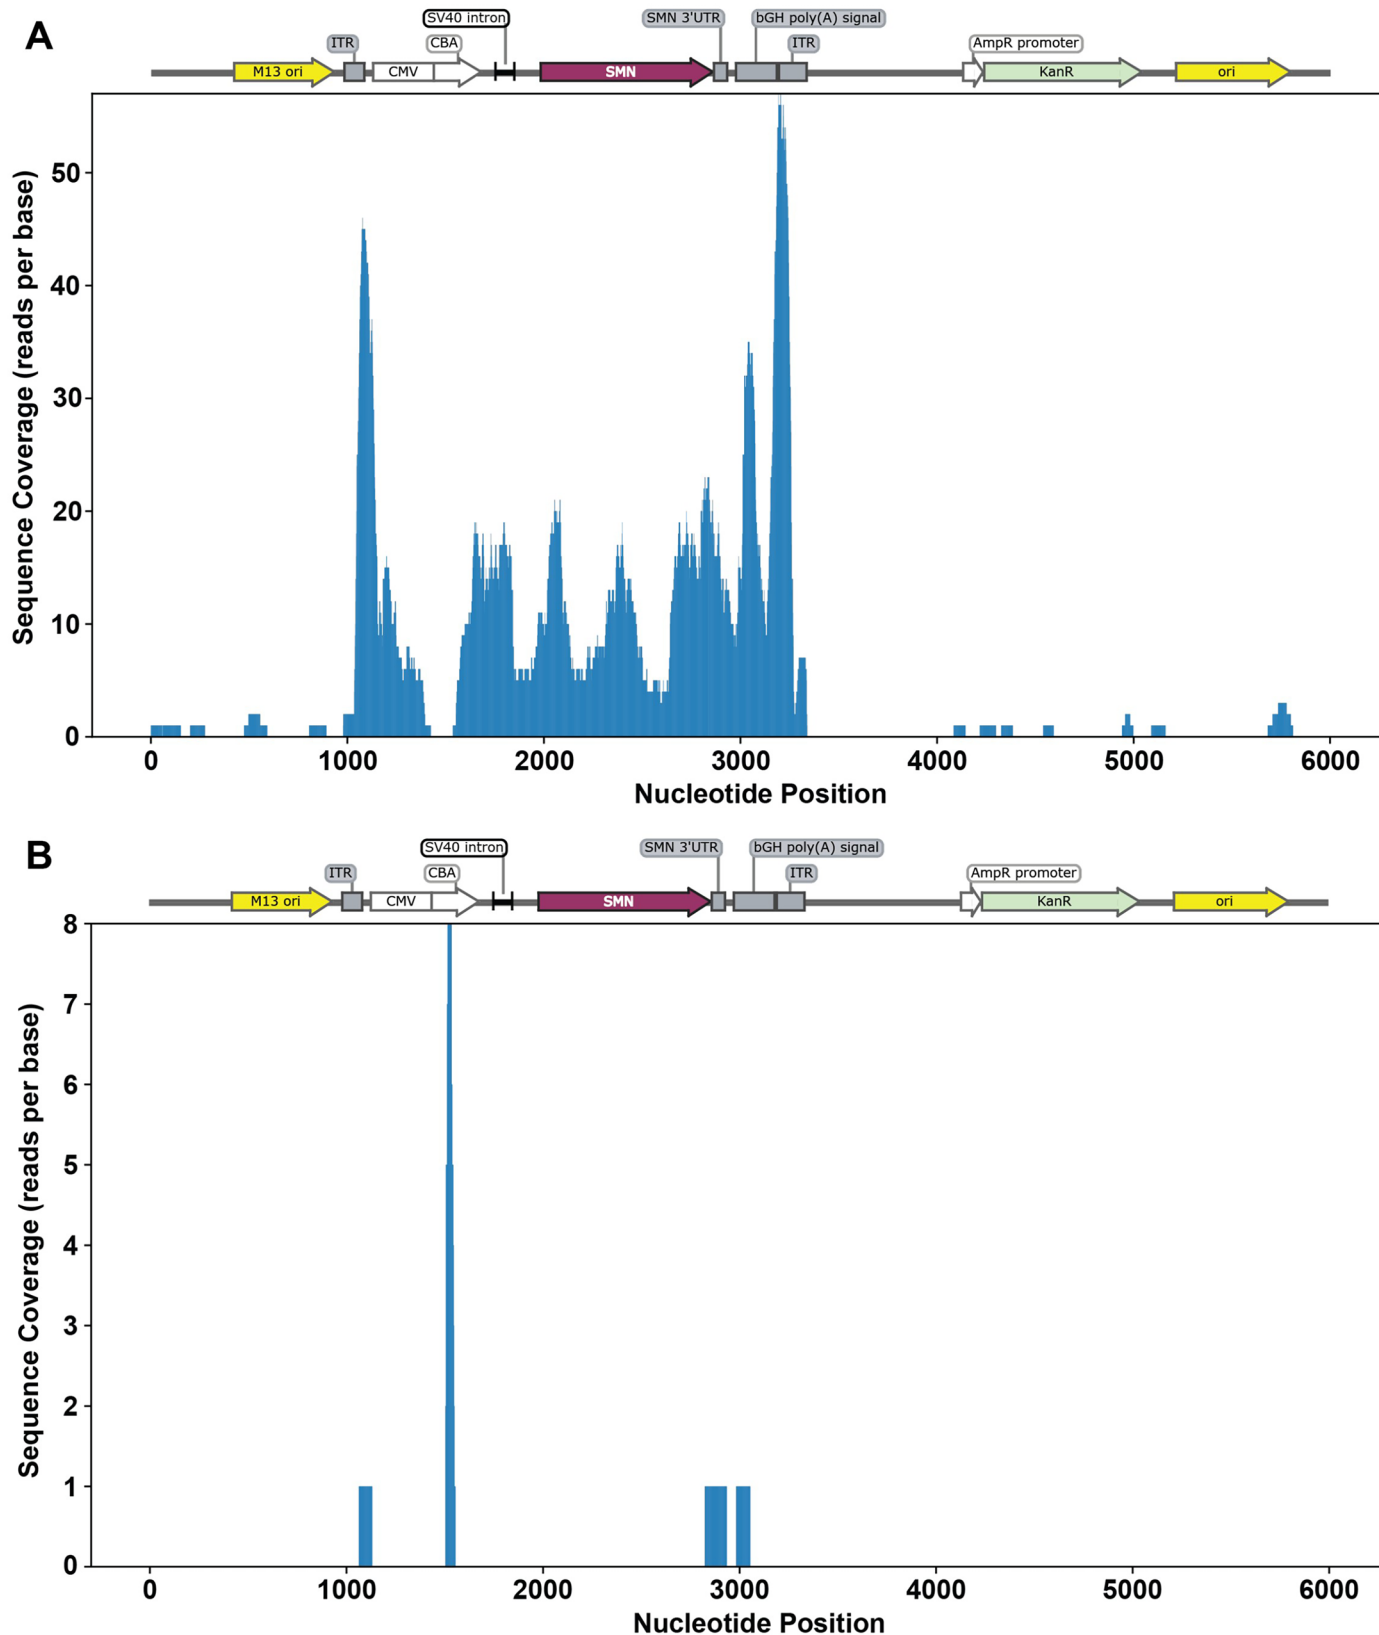 A
SV40 intron SMN 3'UTR bGH poly(A) signal
ITR CBA ITR AmpR promoter
M13 ori CMV SMN KanR ori
Sequence Coverage (reads per base)
50
40
30
20
10
0
0 1000 2000 3000 4000 5000 6000
Nucleotide Position
B
SV40 intron SMN 3'UTR bGH poly(A) signal
ITR CBA ITR AmpR promoter
M13 ori CMV SMN KanR ori
Sequence Coverage (reads per base)
8
7
6
5
4
3
2
1
0
0 1000 2000 3000 4000 5000 6000
Nucleotide Position